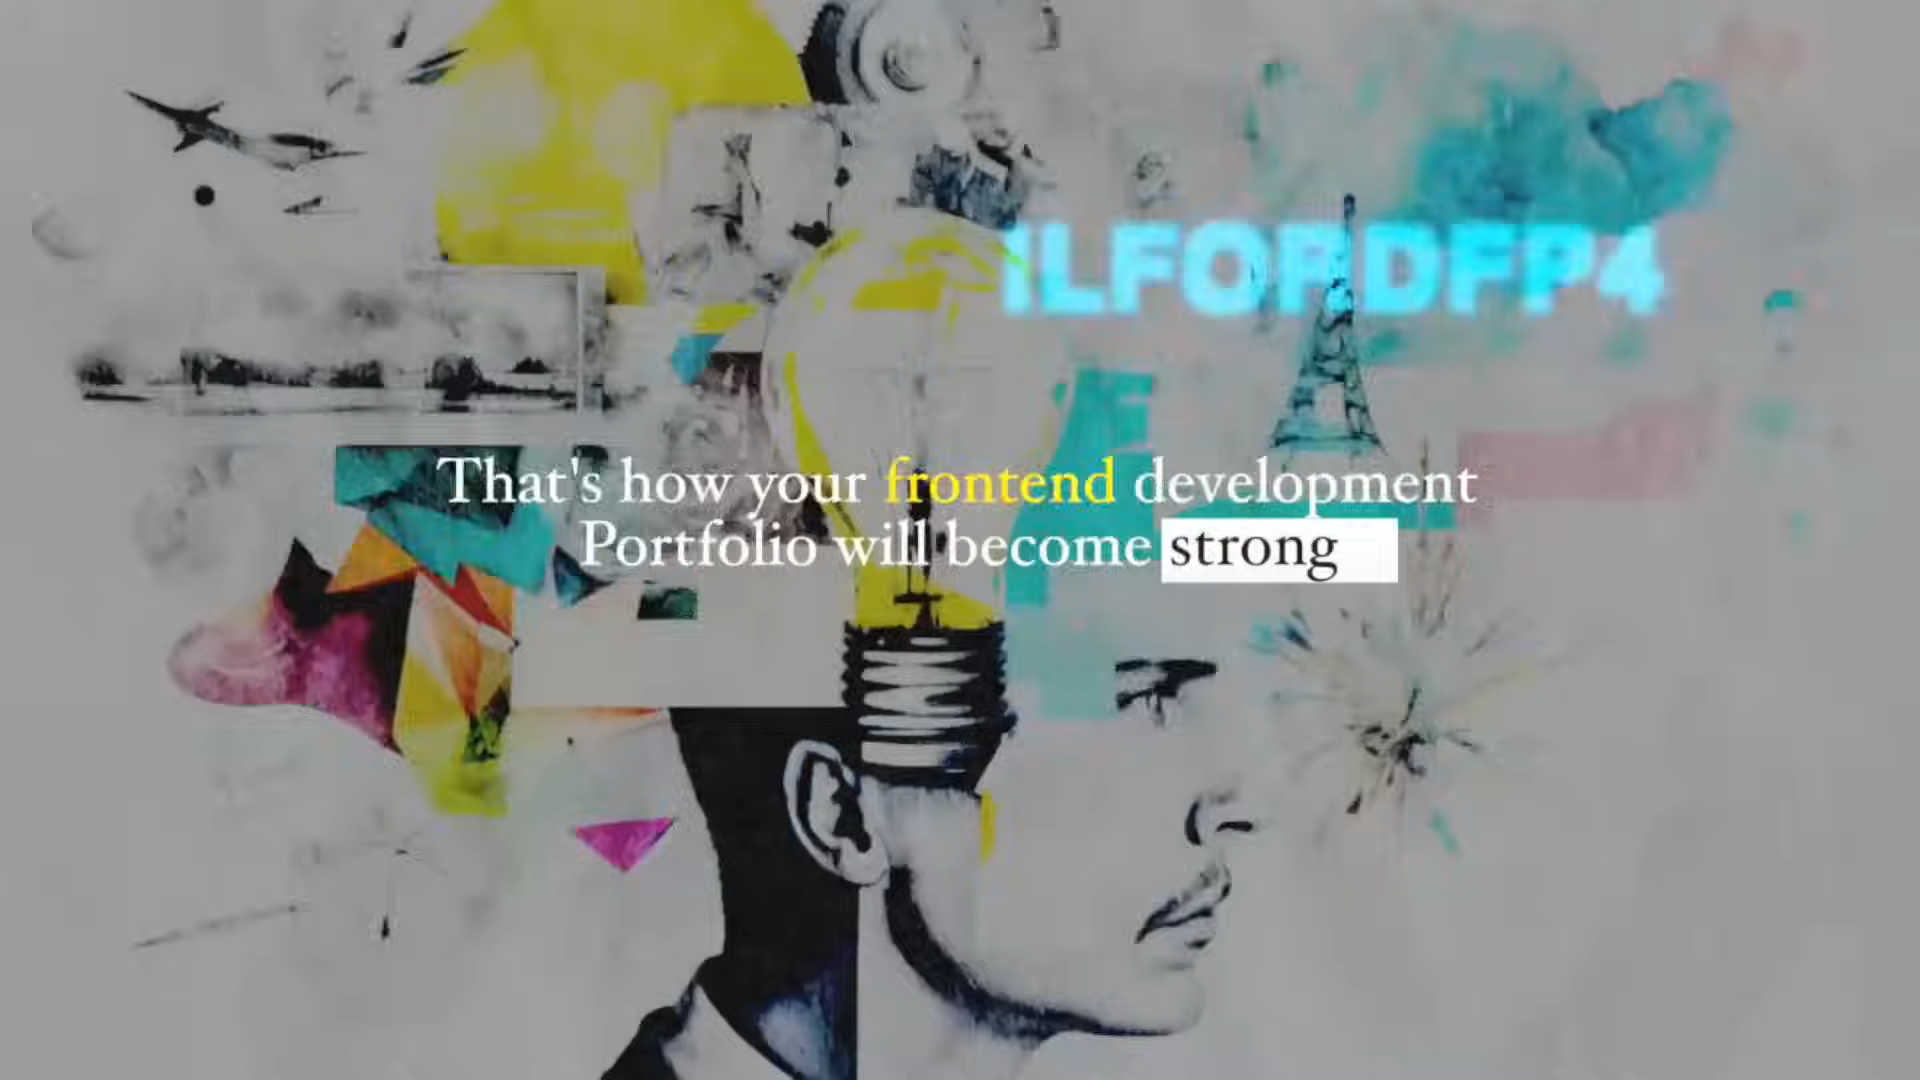 ILFORDFP4
That's how your frontend development
Portfolio will become strong